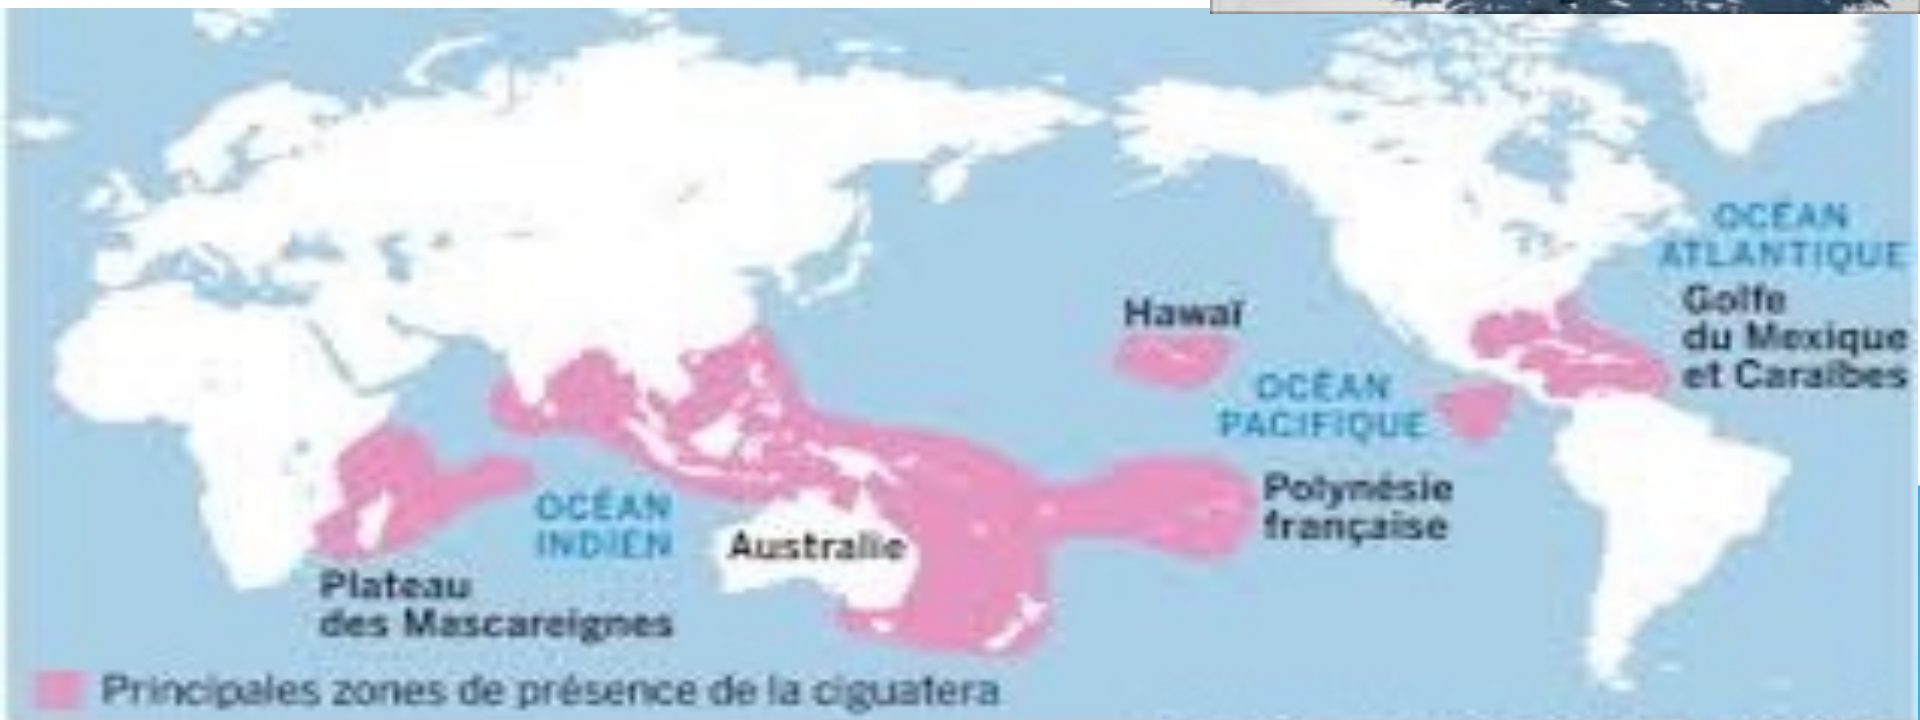 OCÉAN
ATLANTIQUE
Golfe
du Mexique
et Caraïbes
Hawaï
OCÉAN
PACIFIQUE
Polynésie
française
OCÉAN
INDIEN
Australie
Plateau
des Mascareignes
Principales zones de présence de la ciguatera